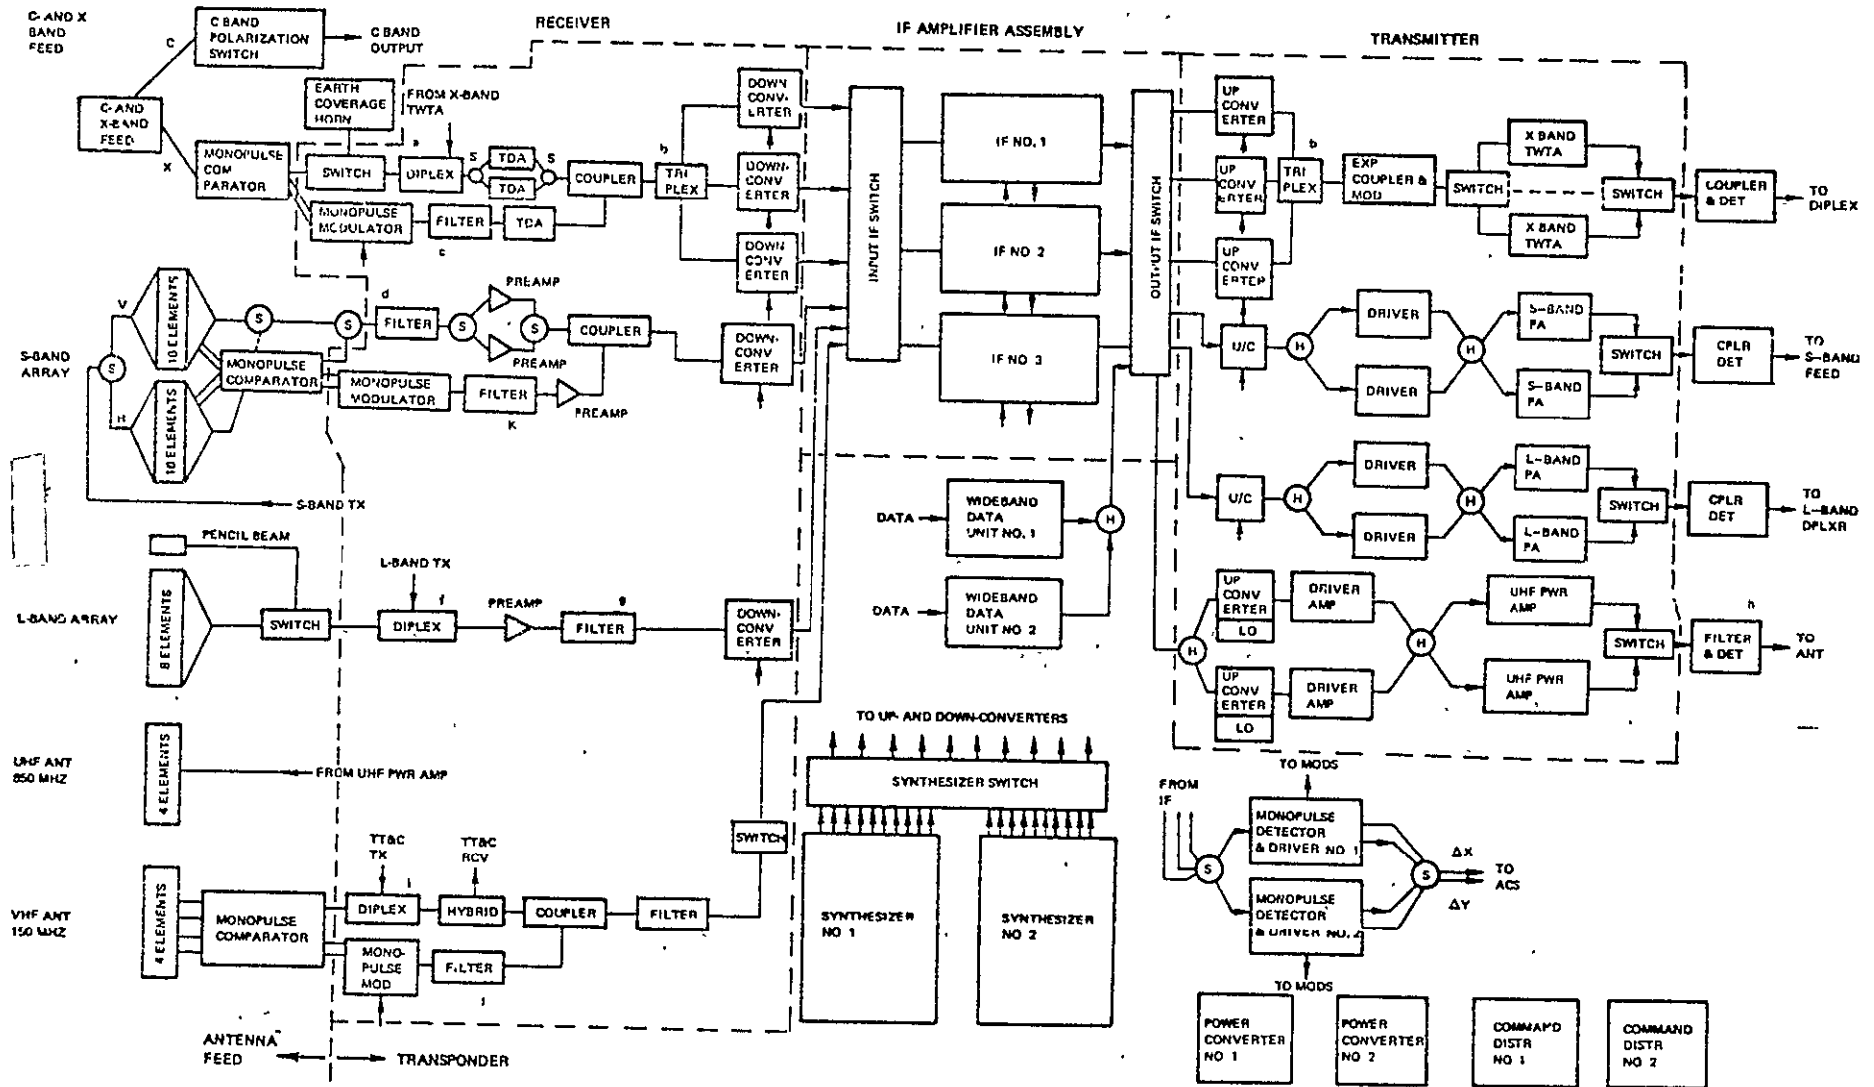 C- AND X
BAND
FEED
C BAND
POLARIZATION
SWITCH
C BAND
OUTPUT
C
X
C- AND
X-BAND
FEED
EARTH
COVERAGE
HORN
FROM X-BAND
TWTA
RECEIVER
IF AMPLIFIER ASSEMBLY
TRANSMITTER
MONOPULSE
COM
PARATOR
SWITCH
DIPLEX
S
TDA
TDA
S
COUPLER
b
TRI
PLEX
MONOPULSE
MODULATOR
FILTER
c
TDA
DOWN
CONV-
ERTER
DOWN-
CONV
ERTER
DOWN
CONV
ERTER
INPUT IF SWITCH
IF NO. 1
IF NO 2
IF NO 3
OUTPUT IF SWITCH
UP
CONV
ERTER
UP
CONV
ERTER
UP
CONV
ERTER
b
TRI
PLEX
EXP
COUPLER &
MOD
SWITCH
X BAND
TWTA
X BAND
TWTA
SWITCH
COUPLER
& DET
TO
DIPLEX
S-BAND
ARRAY
V
S
H
10 ELEMENTS
10 ELEMENTS
S
S
MONOPULSE
COMPARATOR
d
FILTER
S
PREAMP
PREAMP
S
COUPLER
MONOPULSE
MODULATOR
FILTER
K
PREAMP
DOWN-
CONV
ERTER
S-BAND TX
U/C
H
DRIVER
DRIVER
H
S-BAND
PA
S-BAND
PA
SWITCH
CPLR
DET
TO
S-BAND
FEED
DATA
WIDEBAND
DATA
UNIT NO. 1
H
DATA
WIDEBAND
DATA
UNIT NO 2
U/C
H
DRIVER
DRIVER
H
L-BAND
PA
L-BAND
PA
SWITCH
CPLR
DET
TO
L-BAND
DPLXR
PENCIL BEAM
L-BAND ARRAY
8 ELEMENTS
SWITCH
L-BAND TX
f
DIPLEX
PREAMP
g
FILTER
DOWN-
CONV
ERTER
H
UP
CONV
ERTER
LO
UP
CONV
ERTER
LO
DRIVER
AMP
DRIVER
AMP
H
UHF PWR
AMP
UHF PWR
AMP
SWITCH
h
FILTER
& DET
TO
ANT
UHF ANT
850 MHZ
4 ELEMENTS
FROM UHF PWR AMP
TO UP- AND DOWN-CONVERTERS
SYNTHESIZER SWITCH
SYNTHESIZER
NO 1
SYNTHESIZER
NO 2
VHF ANT
150 MHZ
4 ELEMENTS
MONOPULSE
COMPARATOR
TT&C
TX
DIPLEX
TT&C
RCV
HYBRID
COUPLER
FILTER
SWITCH
MONO-
PULSE
MOD
FILTER
FROM
IF
S
TO MODS
MONOPULSE
DETECTOR
& DRIVER NO. 1
MONOPULSE
DETECTOR
& DRIVER NO. 2
TO MODS
S
ΔX
TO
ACS
ΔY
POWER
CONVERTER
NO 1
POWER
CONVERTER
NO 2
COMMAND
DISTR
NO 1
COMMAND
DISTR
NO 2
ANTENNA
FEED
TRANSPONDER